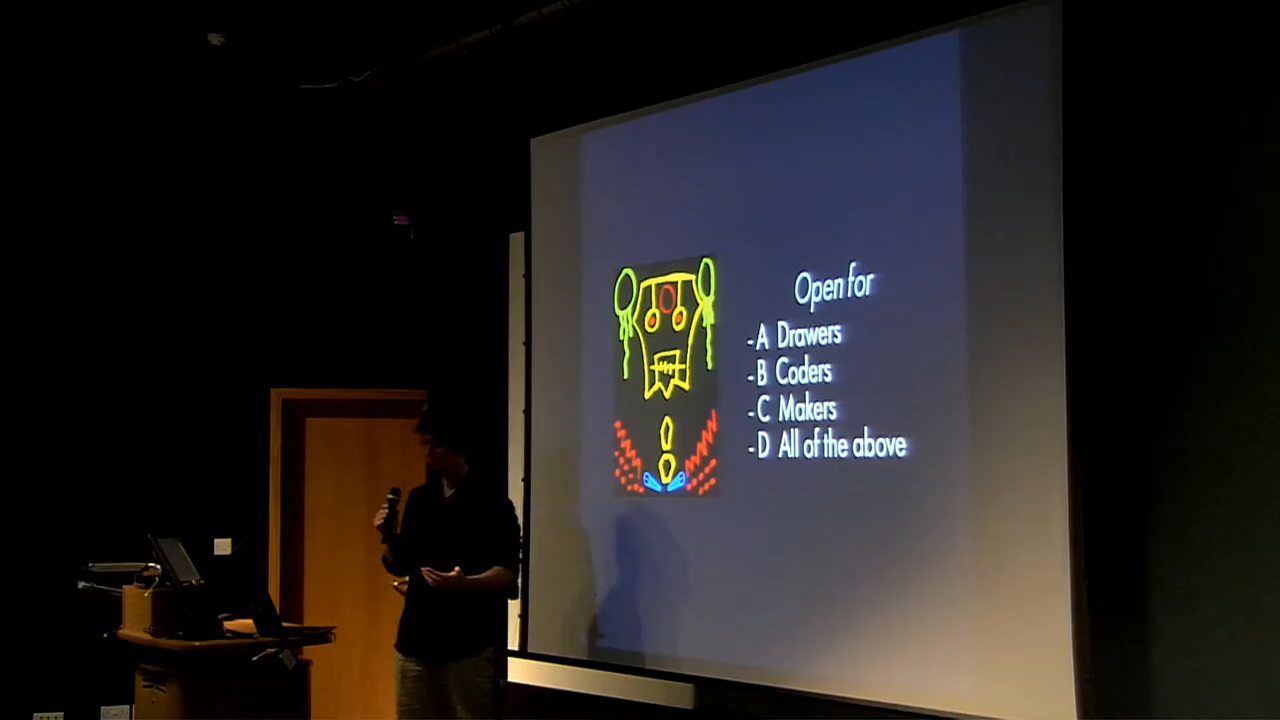 Open for
- A Drawers
- B Coders
- C Makers
- D All of the above